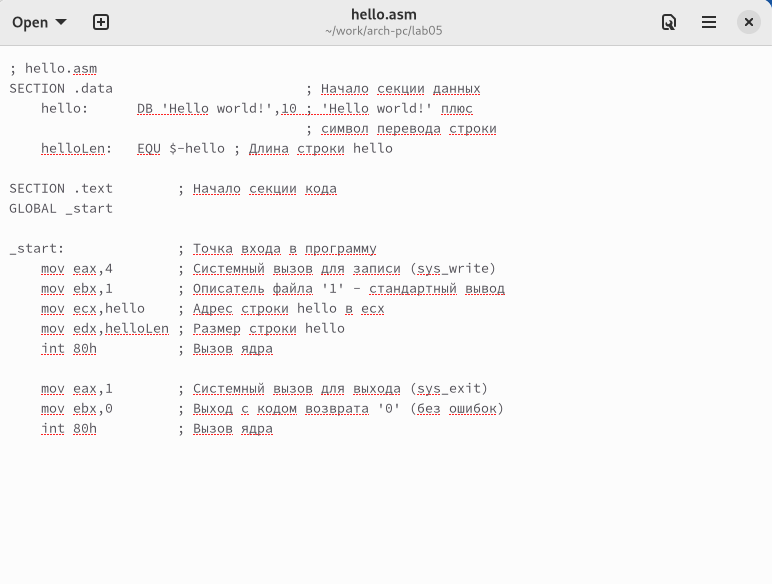 Open
hello.asm
~/work/arch-pc/lab05
; hello.asm
SECTION .data ; Начало секции данных
hello: DB 'Hello world!',10 ; 'Hello world!' плюс
; символ перевода строки
helloLen: EQU $-hello ; Длина строки hello
SECTION .text ; Начало секции кода
GLOBAL _start
_start: ; Точка входа в программу
mov eax,4 ; Системный вызов для записи (sys_write)
mov ebx,1 ; Описатель файла '1' - стандартный вывод
mov ecx,hello ; Адрес строки hello в ecx
mov edx,helloLen ; Размер строки hello
int 80h ; Вызов ядра
mov eax,1 ; Системный вызов для выхода (sys_exit)
mov ebx,0 ; Выход с кодом возврата '0' (без ошибок)
int 80h ; Вызов ядра